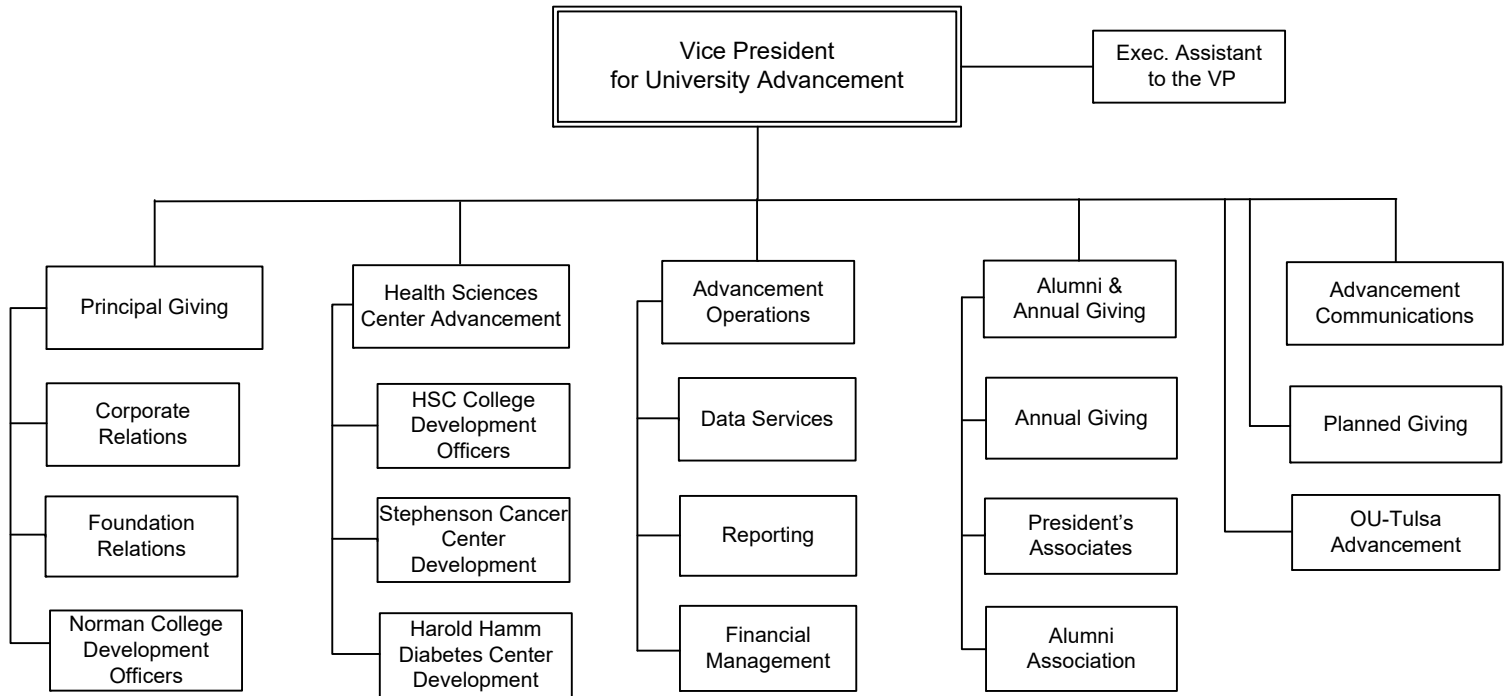 Vice President
for University Advancement
Exec. Assistant
to the VP
Principal Giving
Corporate
Relations
Foundation
Relations
Norman College
Development
Officers
Health Sciences
Center Advancement
HSC College
Development
Officers
Stephenson Cancer
Center
Development
Harold Hamm
Diabetes Center
Development
Advancement
Operations
Data Services
Reporting
Financial
Management
Alumni &
Annual Giving
Annual Giving
President’s
Associates
Alumni
Association
Advancement
Communications
Planned Giving
OU-Tulsa
Advancement